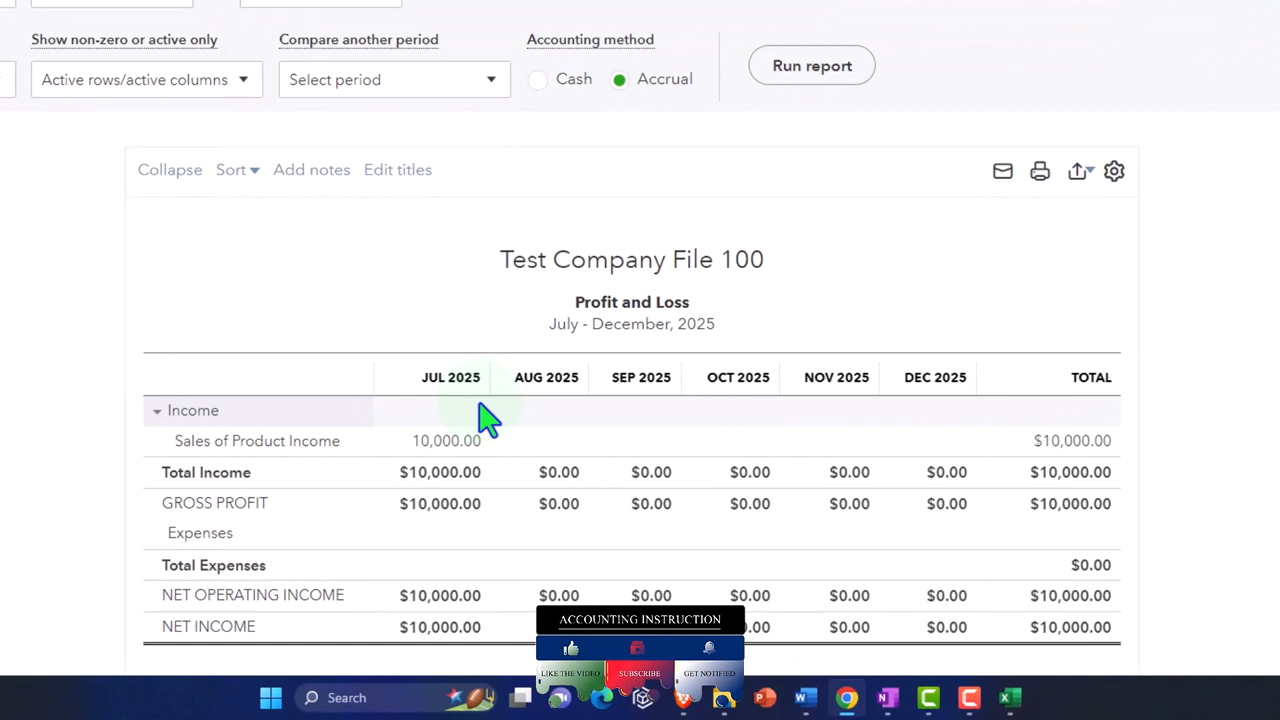 Show non-zero or active only Compare another period Accounting method
Active rows/active columns Select period Cash Accrual Run report
Collapse Sort Add notes Edit titles
Test Company File 100
Profit and Loss
July - December, 2025
JUL 2025 AUG 2025 SEP 2025 OCT 2025 NOV 2025 DEC 2025 TOTAL
Income
Sales of Product Income 10,000.00 $10,000.00
Total Income $10,000.00 $0.00 $0.00 $0.00 $0.00 $0.00 $10,000.00
GROSS PROFIT $10,000.00 $0.00 $0.00 $0.00 $0.00 $0.00 $10,000.00
Expenses
Total Expenses $0.00
NET OPERATING INCOME $10,000.00 $0.00 $0.00 $0.00 $0.00 $0.00 $10,000.00
NET INCOME $10,000.00 $0.00 $0.00 $10,000.00
ACCOUNTING INSTRUCTION
LIKE THE VIDEO SUBSCRIBE GET NOTIFIED
Search